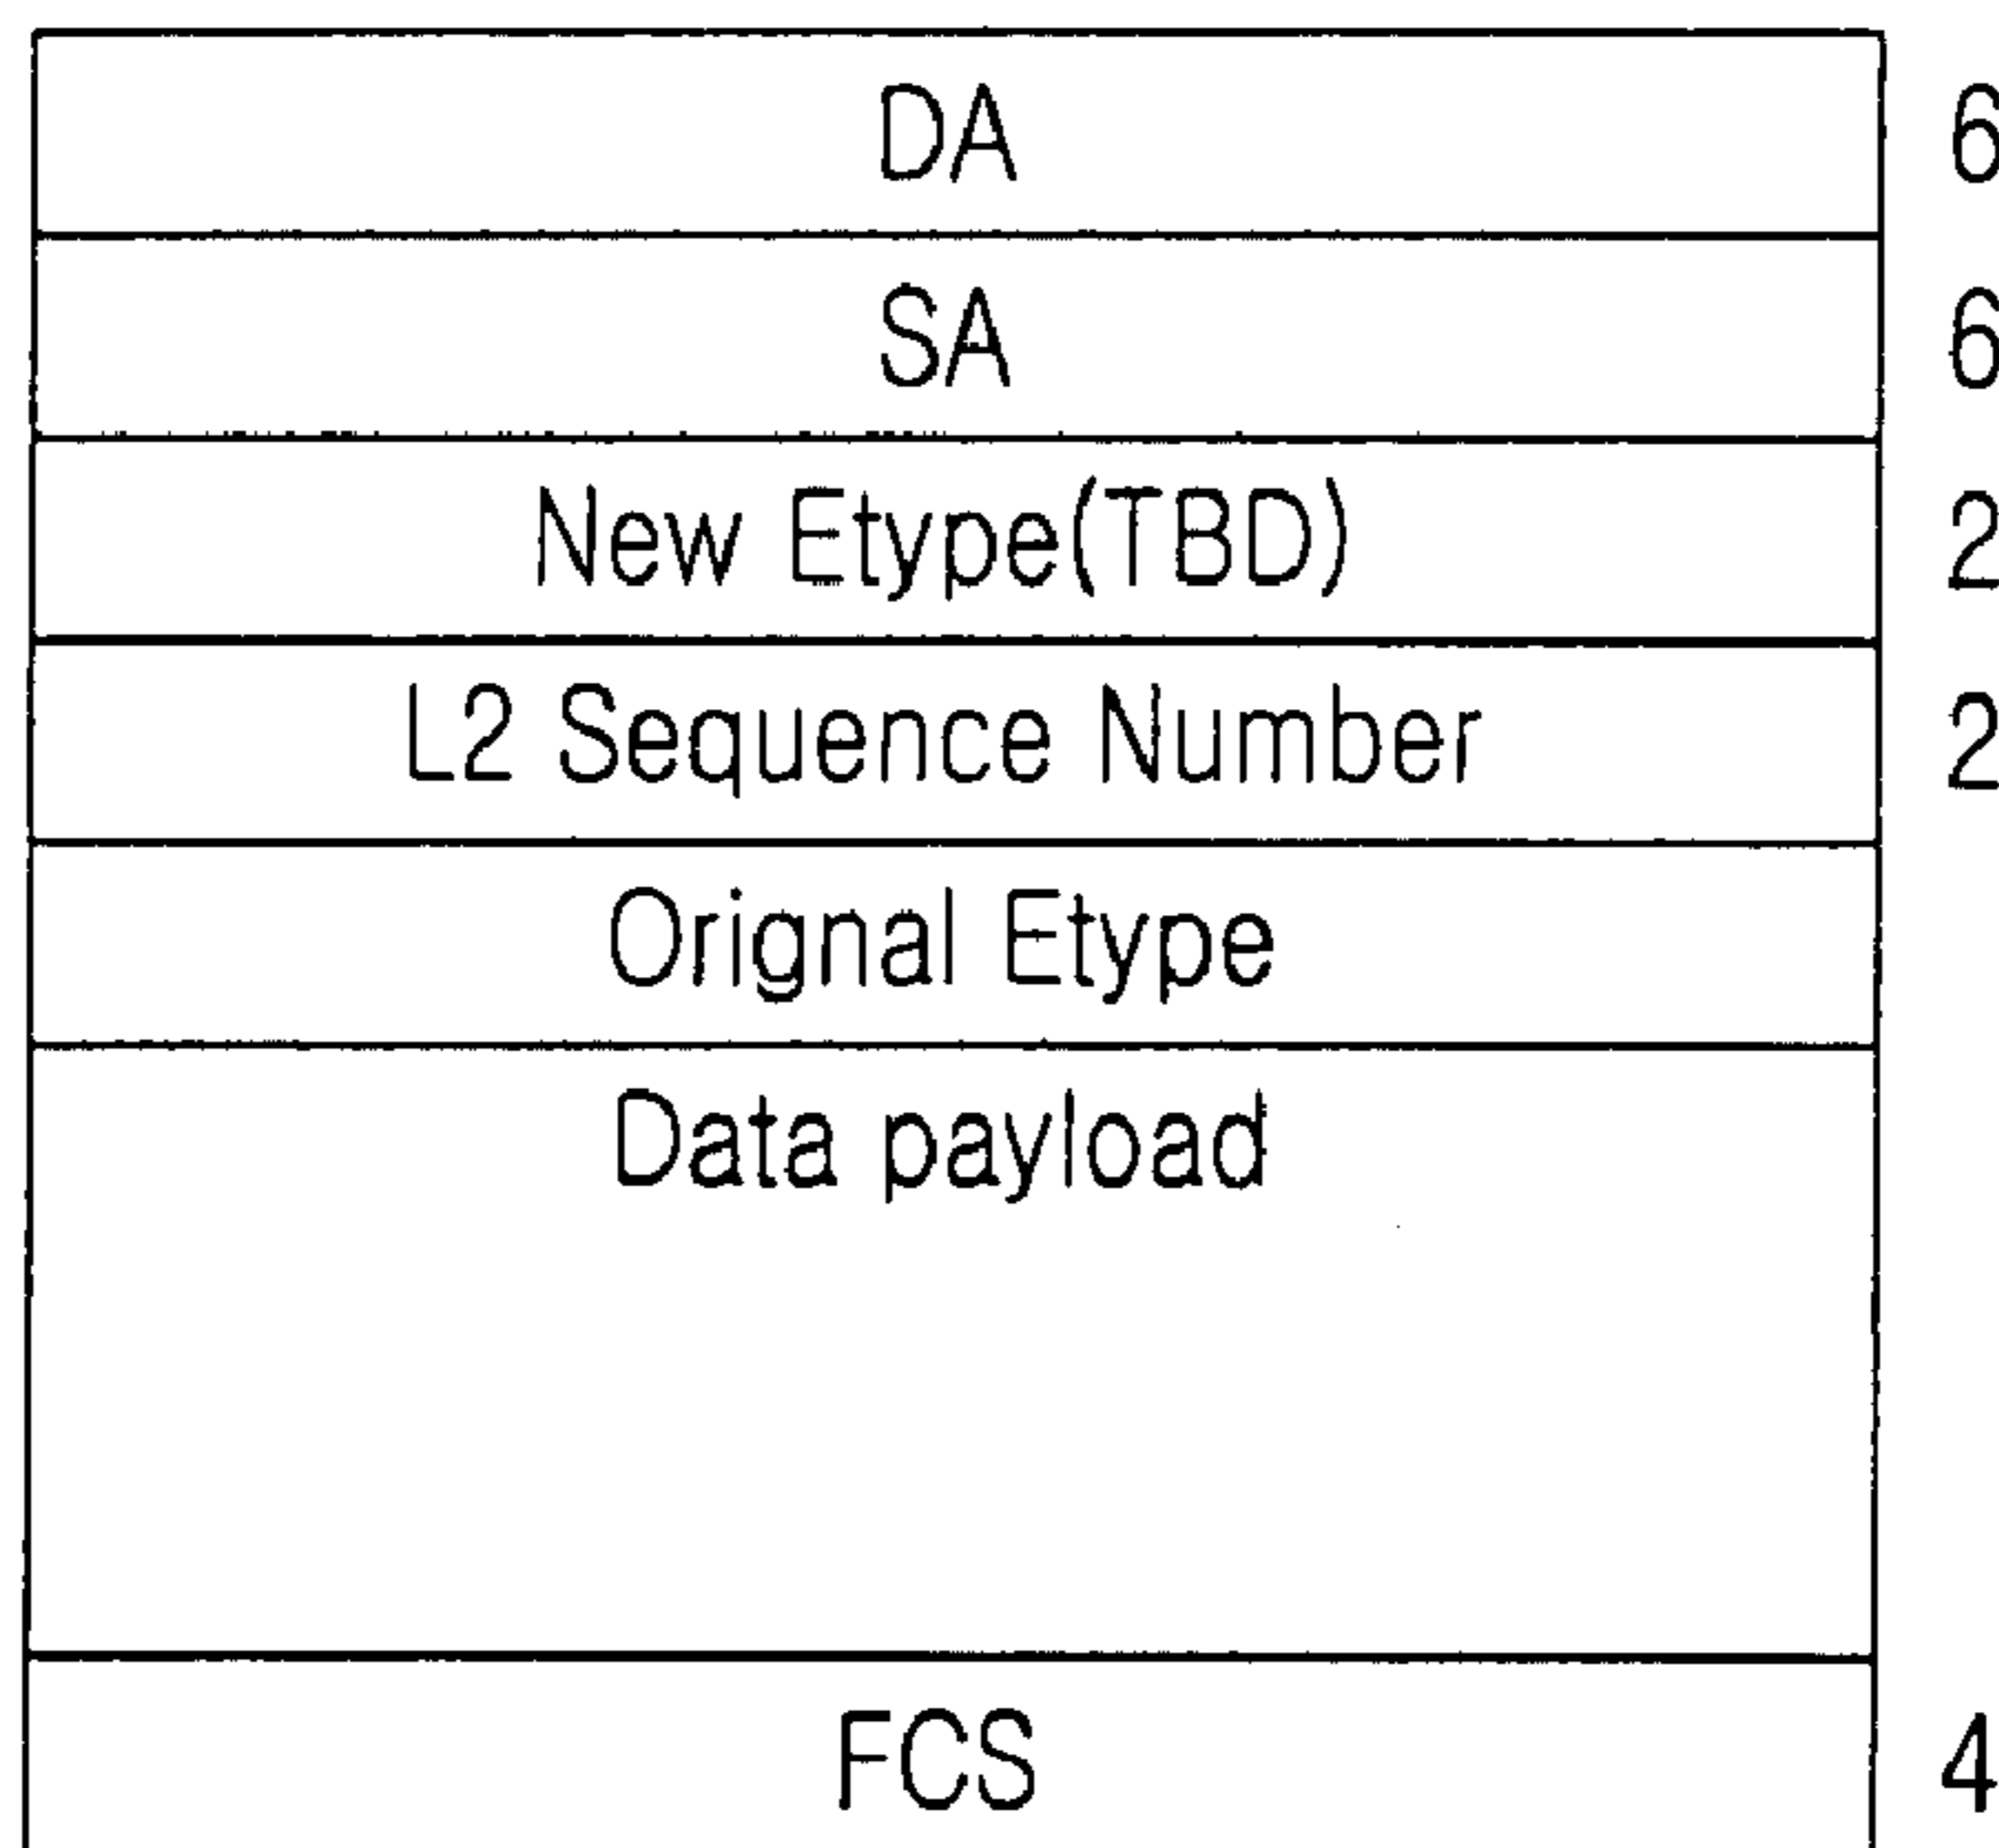 DA 6
SA 6
New Etype(TBD) 2
L2 Sequence Number 2
Orignal Etype
Data payload
FCS 4